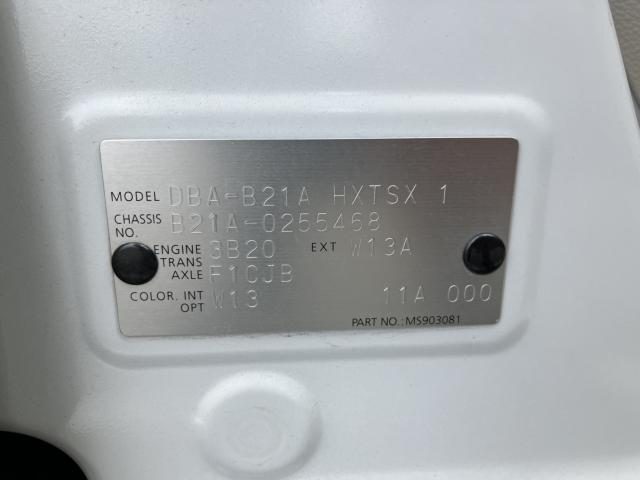 MODEL DBA-B21A HXTSX 1
CHASSIS NO. B21A-0255468
ENGINE 3B20 EXT W13A
TRANS AXLE F1CJB
COLOR. INT OPT W13 11A 000
PART NO.:MS903081